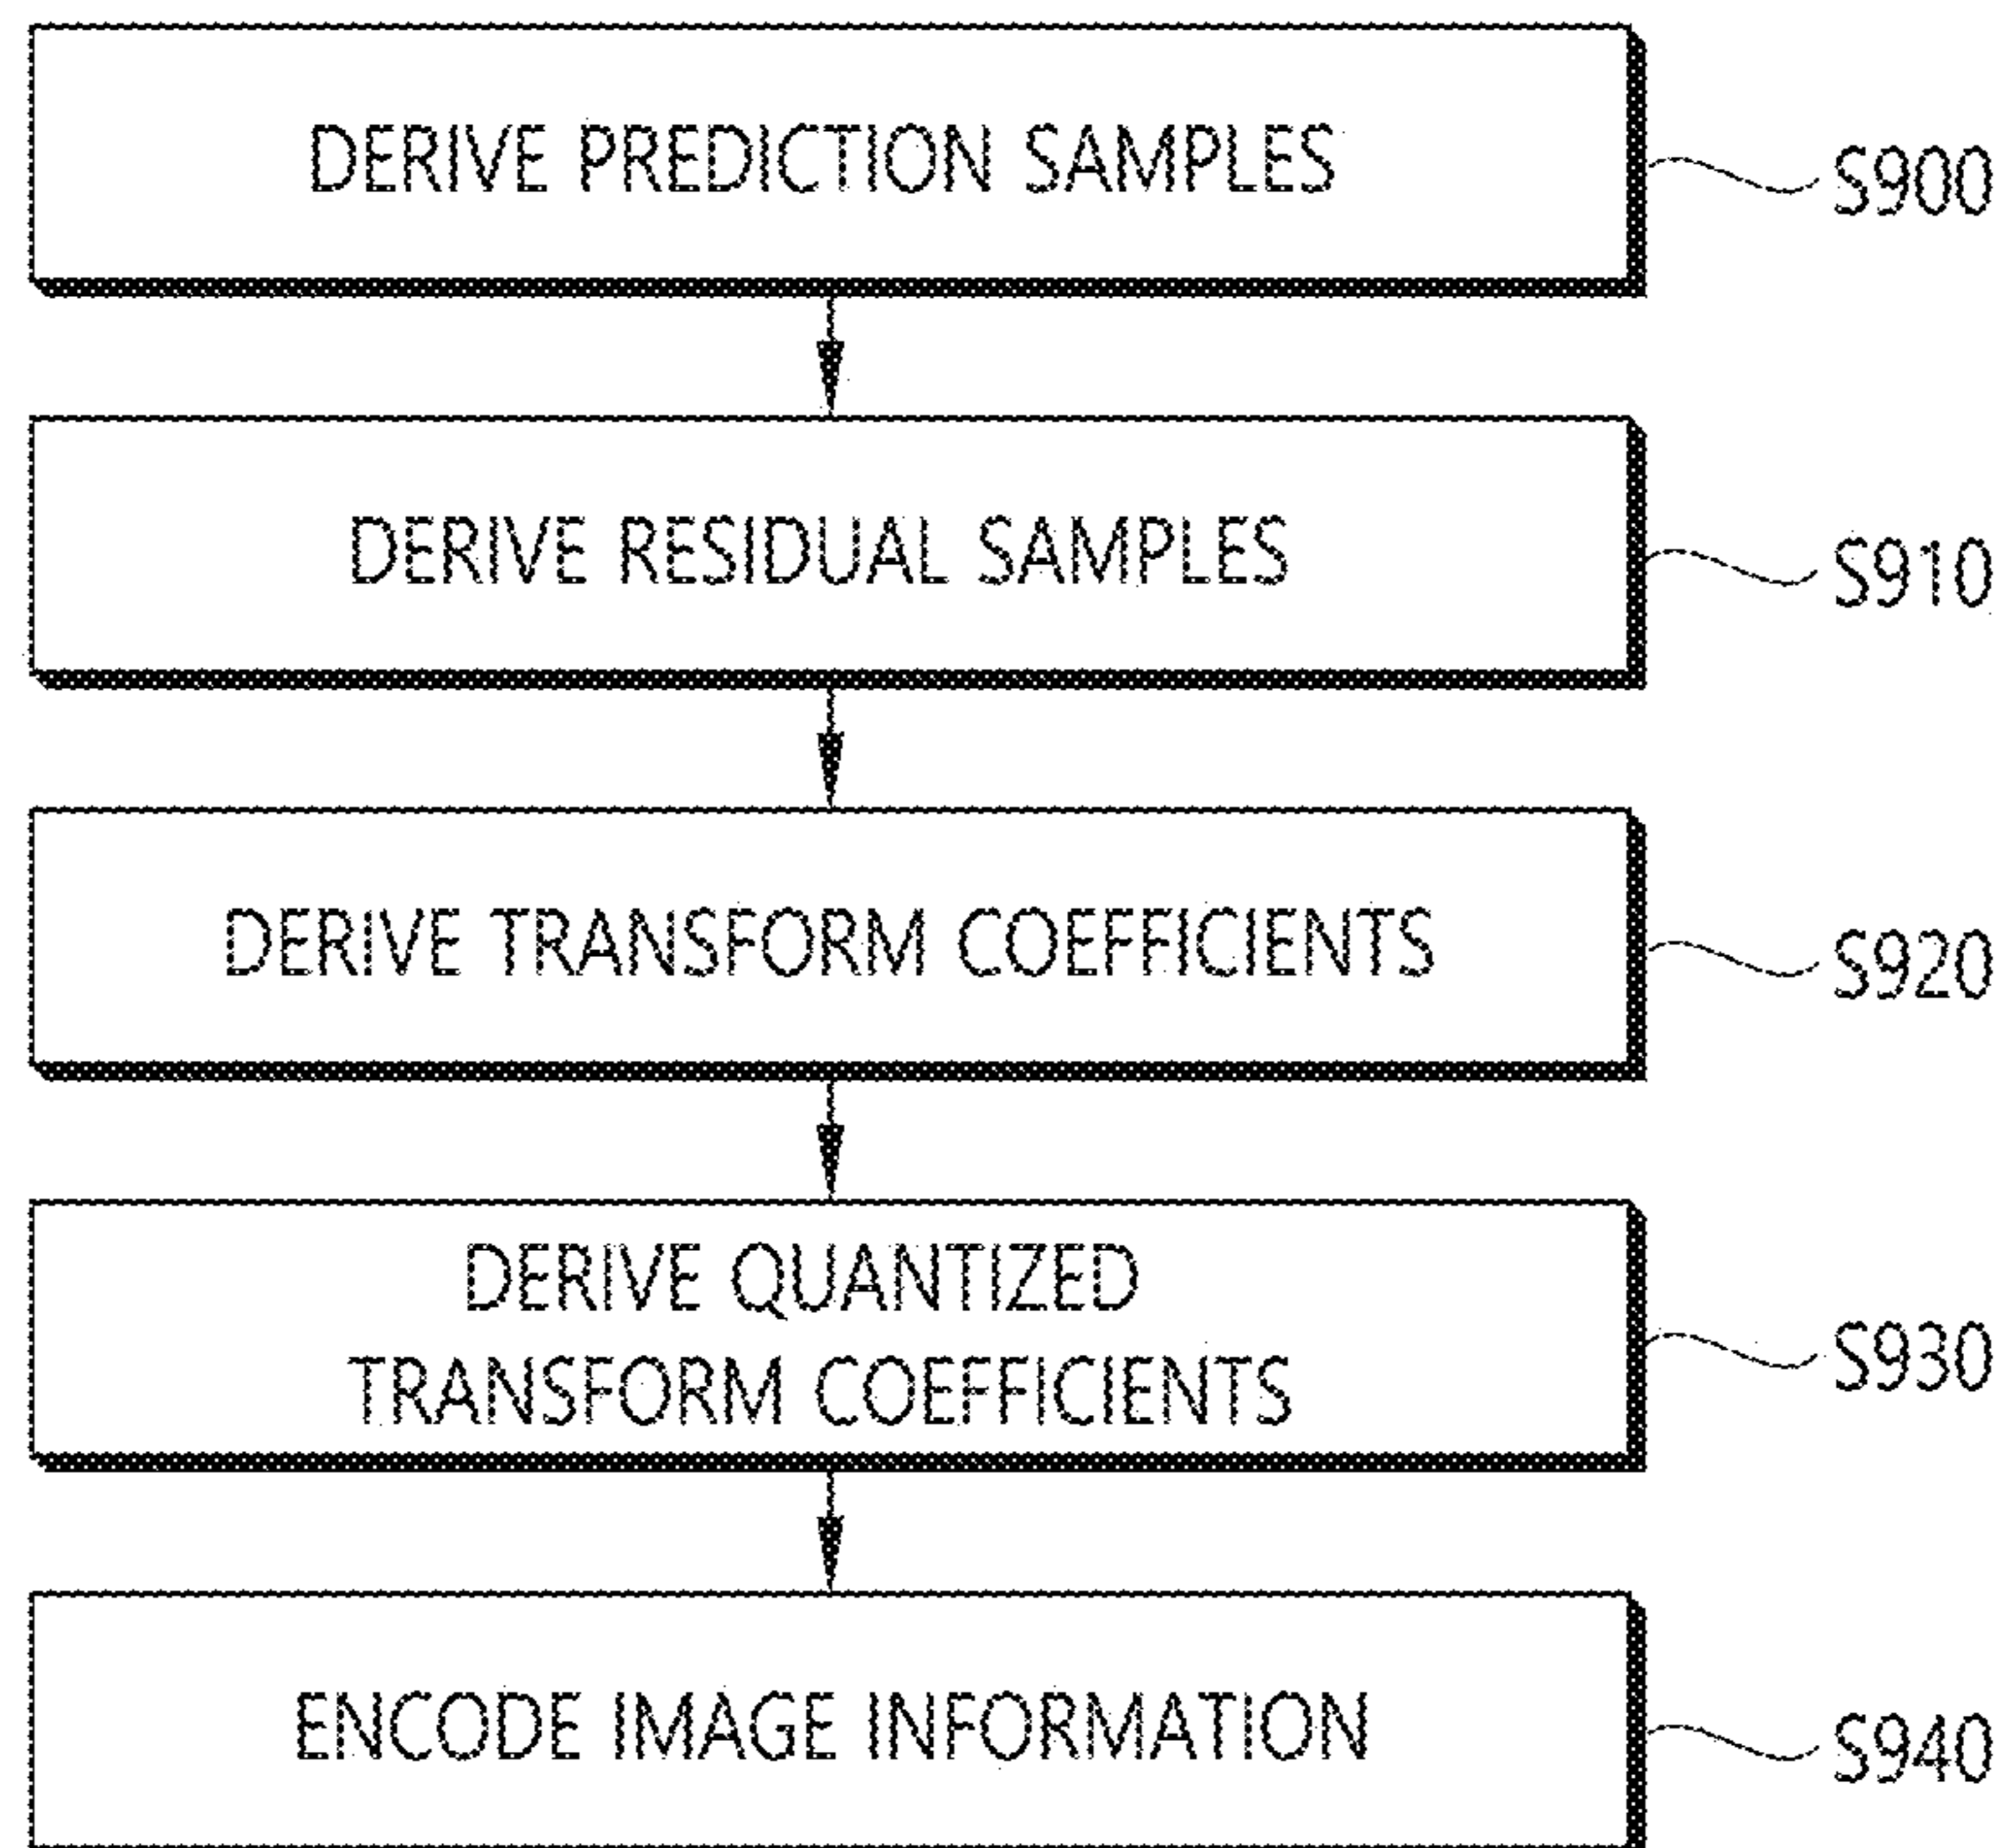 DERIVE PREDICTION SAMPLES
S900
DERIVE RESIDUAL SAMPLES
S910
DERIVE TRANSFORM COEFFICIENTS
S920
DERIVE QUANTIZED
TRANSFORM COEFFICIENTS
S930
ENCODE IMAGE INFORMATION
S940